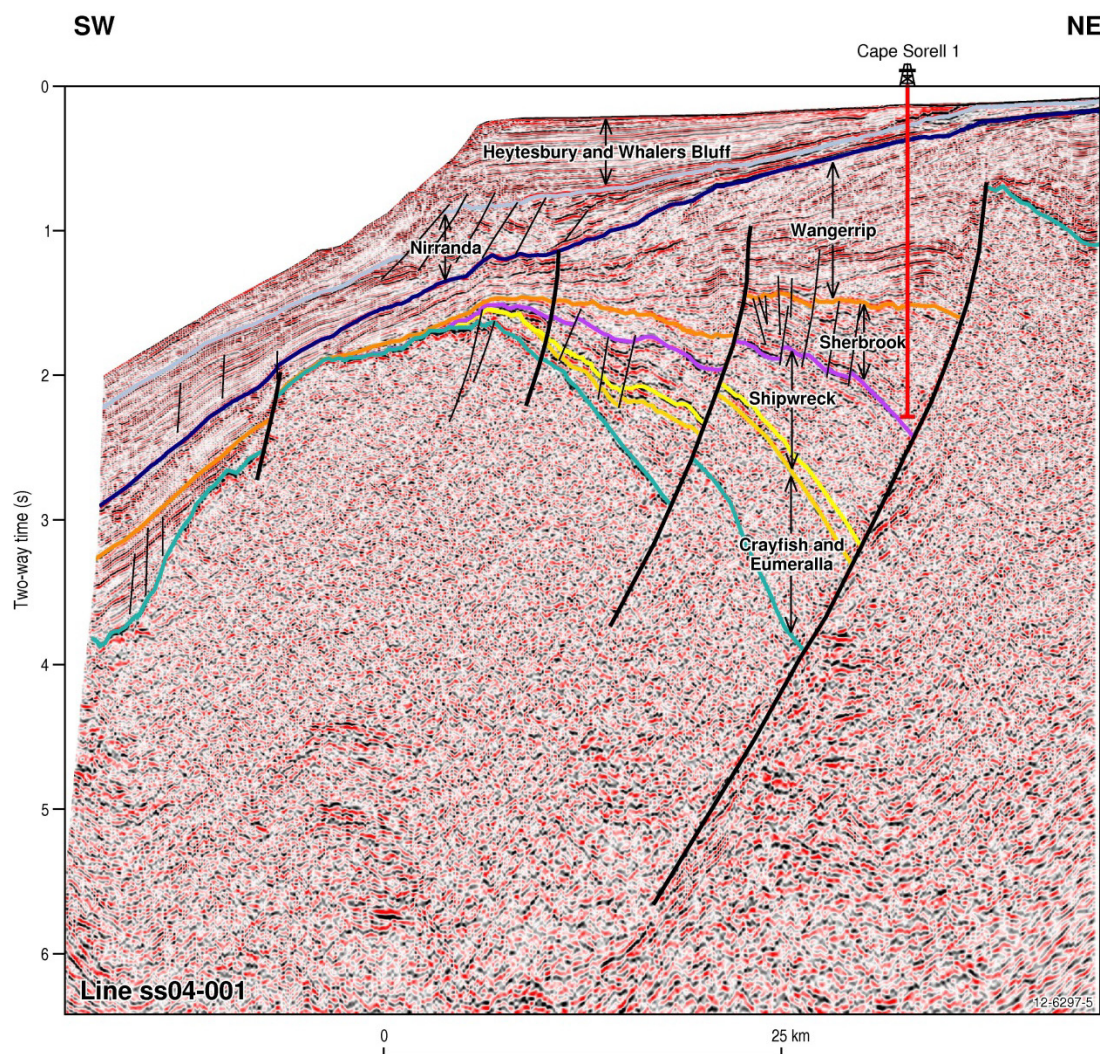 SW
NE
Cape Sorell 1
0
Heytesbury and Whalers Bluff
1
Nirranda
Wangerrip
Sherbrook
2
Shipwreck
3
Two-way time (s)
Crayfish and
Eumeralla
4
5
6
Line ss04-001
12-6297-5
0
25 km